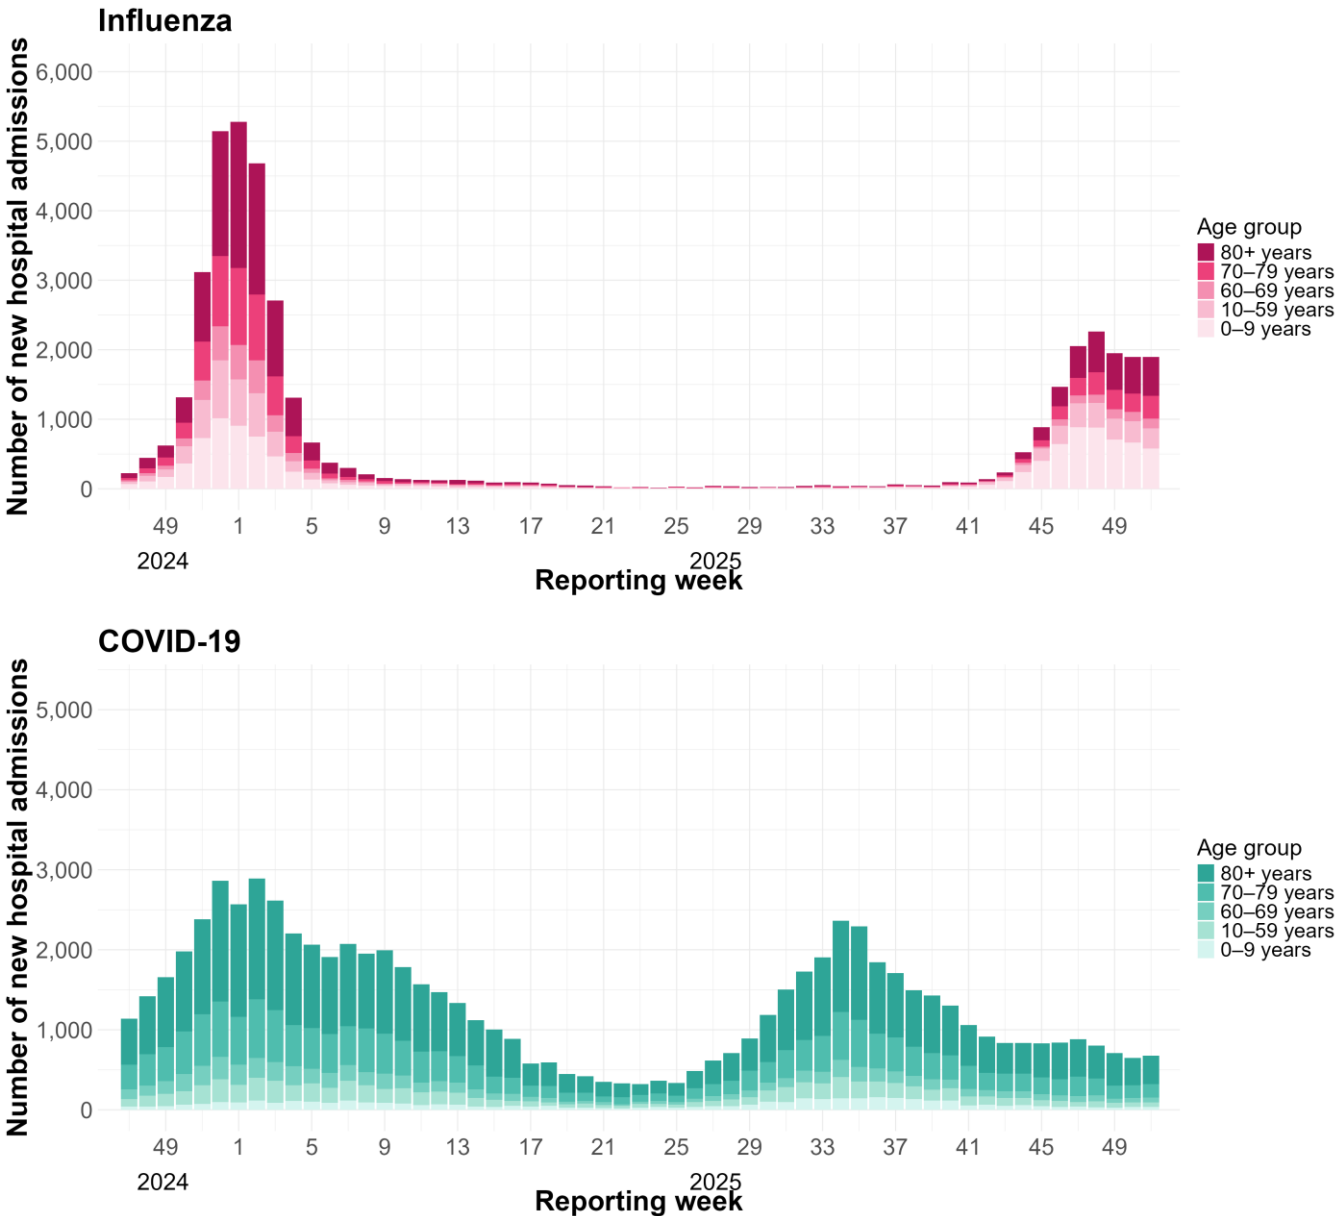 Influenza
Number of new hospital admissions
6,000
5,000
4,000
3,000
2,000
1,000
0
49 1 5 9 13 17 21 25 29 33 37 41 45 49
2024 2025
Reporting week
Age group
80+ years
70–79 years
60–69 years
10–59 years
0–9 years
COVID-19
Number of new hospital admissions
5,000
4,000
3,000
2,000
1,000
0
49 1 5 9 13 17 21 25 29 33 37 41 45 49
2024 2025
Reporting week
Age group
80+ years
70–79 years
60–69 years
10–59 years
0–9 years